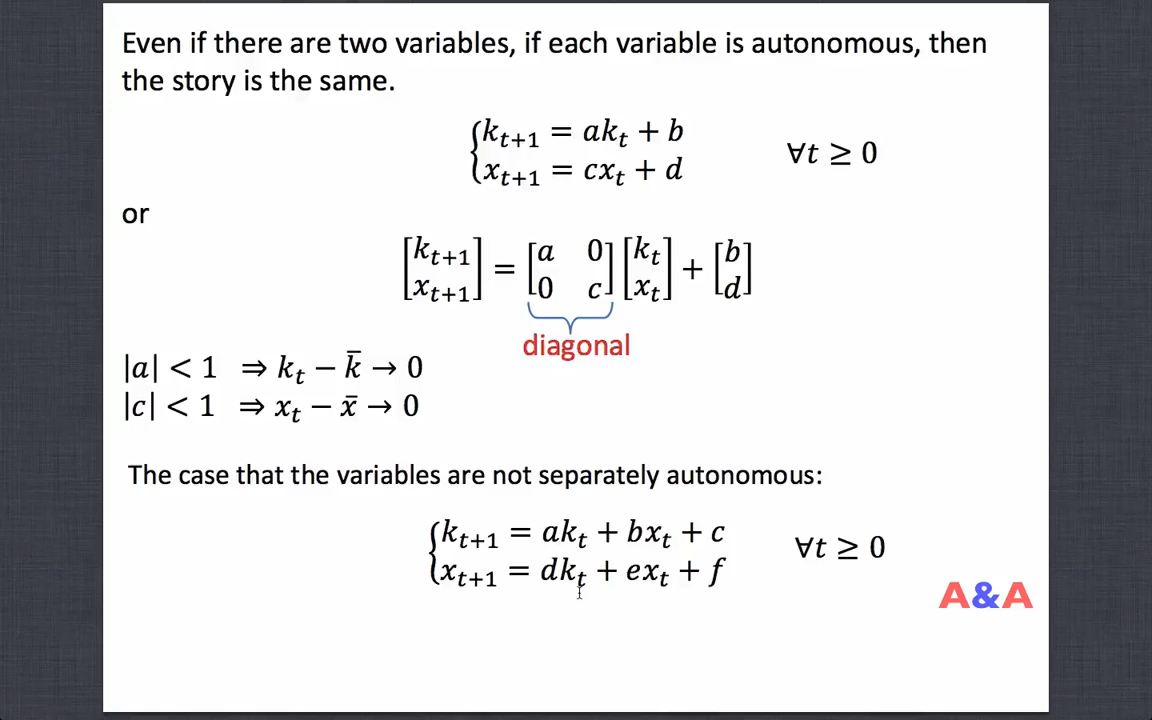 Even if there are two variables, if each variable is autonomous, then
the story is the same.
{k_{t+1} = ak_t + b
{x_{t+1} = cx_t + d    ∀t ≥ 0
or
[k_{t+1}] = [a 0] [k_t] + [b]
[x_{t+1}]   [0 c] [x_t]   [d]
diagonal
|a| < 1 ⇒ k_t − k̄ → 0
|c| < 1 ⇒ x_t − x̄ → 0
The case that the variables are not separately autonomous:
{k_{t+1} = ak_t + bx_t + c
{x_{t+1} = dk_t + ex_t + f    ∀t ≥ 0
A&A